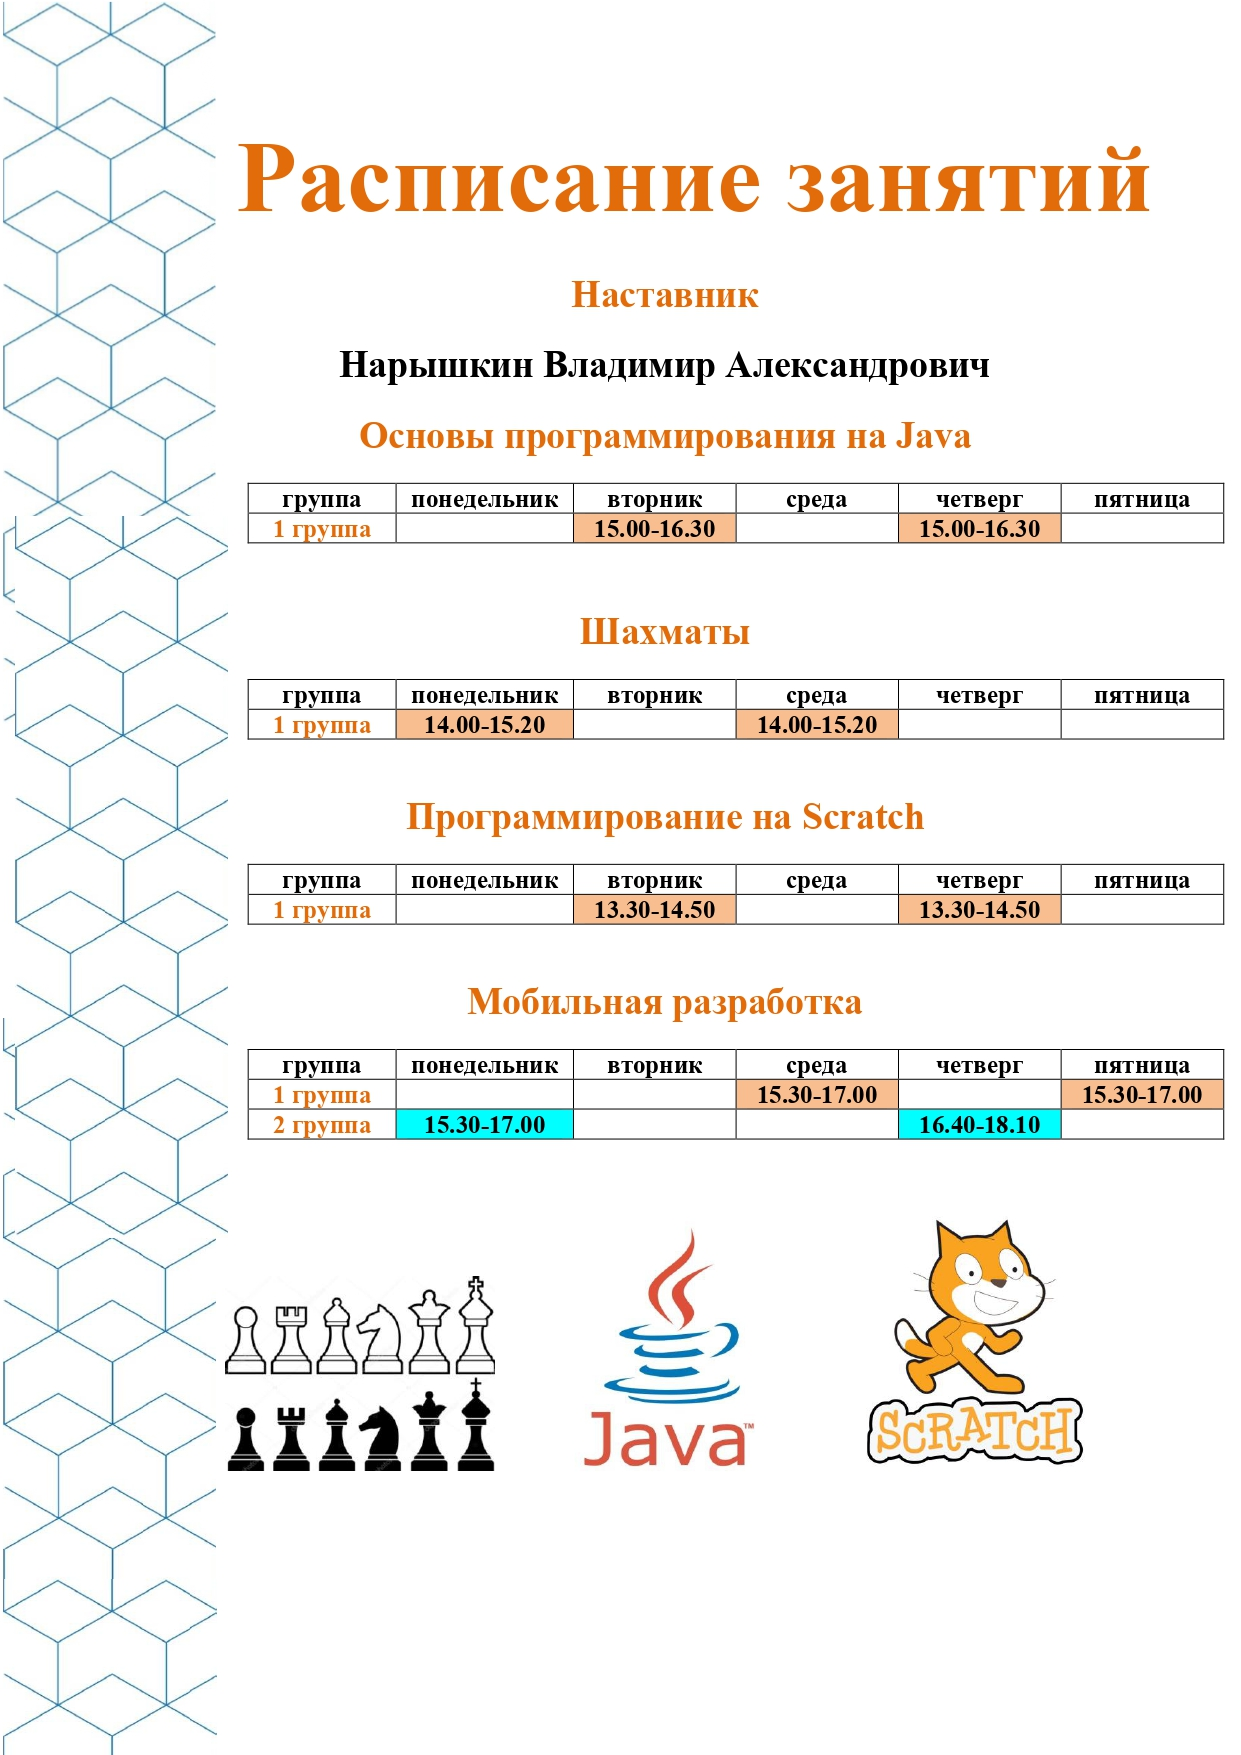 Расписание занятий
Наставник
Нарышкин Владимир Александрович
Основы программирования на Java
группа понедельник вторник среда четверг пятница
1 группа 15.00-16.30 15.00-16.30
Шахматы
группа понедельник вторник среда четверг пятница
1 группа 14.00-15.20 14.00-15.20
Программирование на Scratch
группа понедельник вторник среда четверг пятница
1 группа 13.30-14.50 13.30-14.50
Мобильная разработка
группа понедельник вторник среда четверг пятница
1 группа 15.30-17.00 15.30-17.00
2 группа 15.30-17.00 16.40-18.10
Java™
SCRATCH